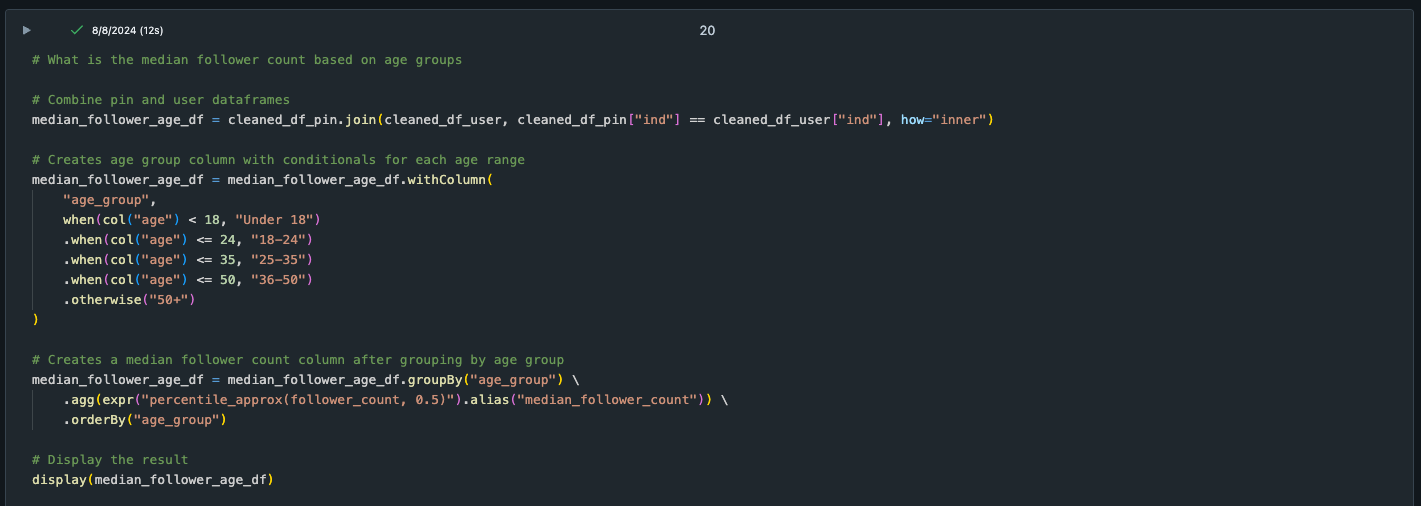 8/8/2024 (12s)
20
# What is the median follower count based on age groups
# Combine pin and user dataframes
median_follower_age_df = cleaned_df_pin.join(cleaned_df_user, cleaned_df_pin["ind"] == cleaned_df_user["ind"], how="inner")
# Creates age group column with conditionals for each age range
median_follower_age_df = median_follower_age_df.withColumn(
    "age_group",
    when(col("age") < 18, "Under 18")
    .when(col("age") <= 24, "18-24")
    .when(col("age") <= 35, "25-35")
    .when(col("age") <= 50, "36-50")
    .otherwise("50+")
)
# Creates a median follower count column after grouping by age group
median_follower_age_df = median_follower_age_df.groupBy("age_group") \
    .agg(expr("percentile_approx(follower_count, 0.5)").alias("median_follower_count")) \
    .orderBy("age_group")
# Display the result
display(median_follower_age_df)